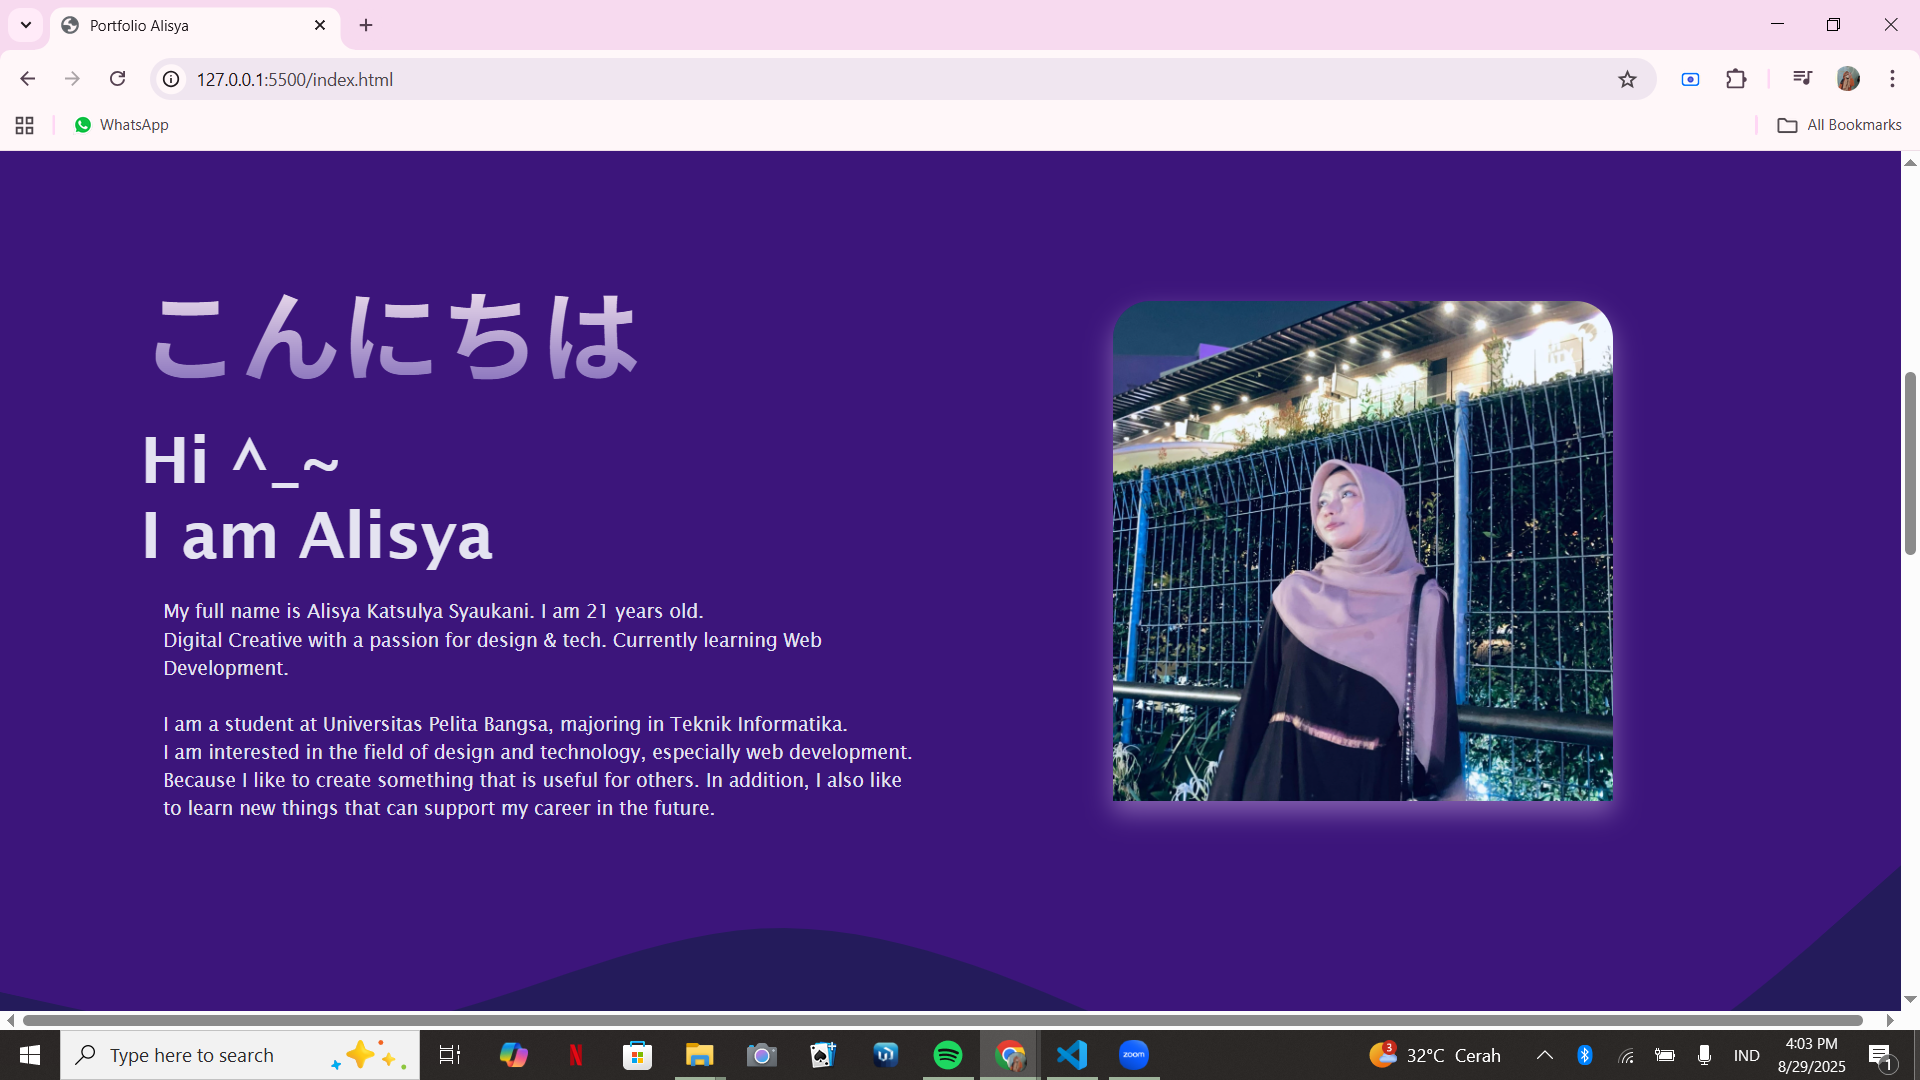 Portfolio Alisya
127.0.0.1:5500/index.html
WhatsApp
All Bookmarks
こんにちは
Hi ^_~
I am Alisya
My full name is Alisya Katsulya Syaukani. I am 21 years old.
Digital Creative with a passion for design & tech. Currently learning Web
Development.
I am a student at Universitas Pelita Bangsa, majoring in Teknik Informatika.
I am interested in the field of design and technology, especially web development.
Because I like to create something that is useful for others. In addition, I also like
to learn new things that can support my career in the future.
Type here to search
zoom
3
32°C Cerah
IND
4:03 PM
8/29/2025
1